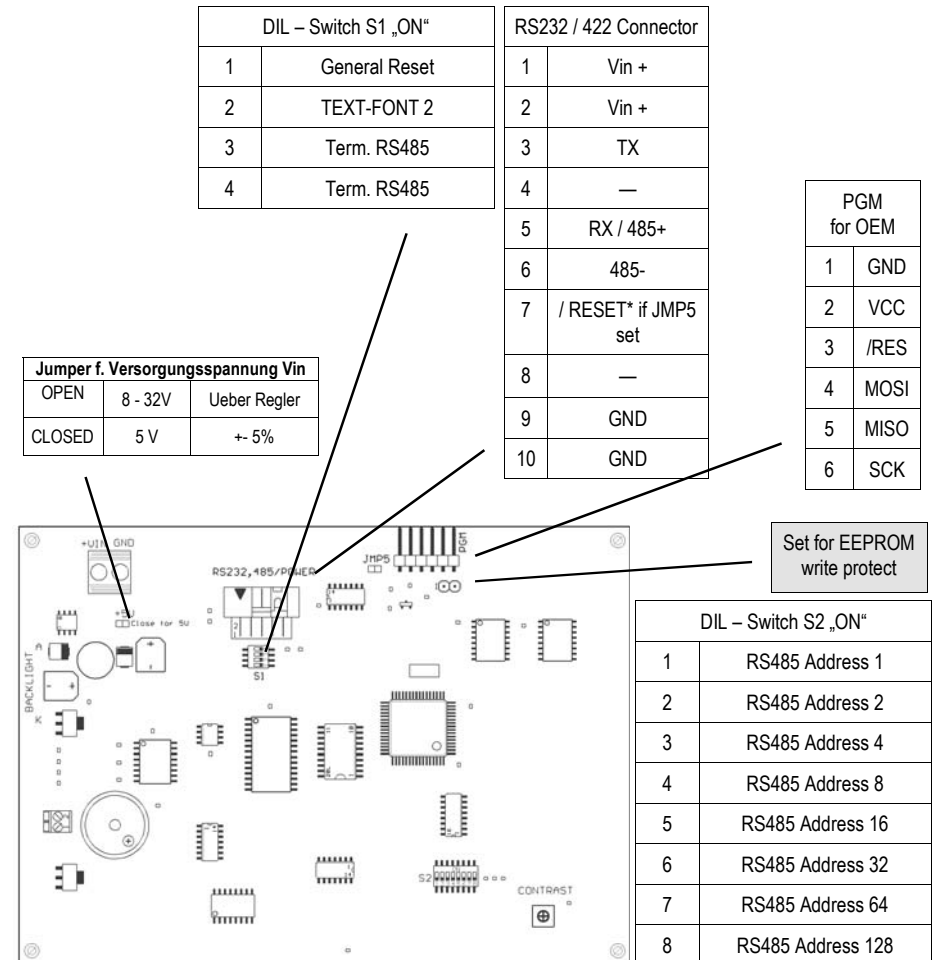 DIL – Switch S1 „ON“
1 General Reset
2 TEXT-FONT 2
3 Term. RS485
4 Term. RS485
RS232 / 422 Connector
1 Vin +
2 Vin +
3 TX
4 —
5 RX / 485+
6 485-
7 / RESET* if JMP5
set
8 —
9 GND
10 GND
PGM
for OEM
1 GND
2 VCC
3 /RES
4 MOSI
5 MISO
6 SCK
Jumper f. Versorgungsspannung Vin
OPEN 8 - 32V Ueber Regler
CLOSED 5 V +- 5%
Set for EEPROM
write protect
DIL – Switch S2 „ON“
1 RS485 Address 1
2 RS485 Address 2
3 RS485 Address 4
4 RS485 Address 8
5 RS485 Address 16
6 RS485 Address 32
7 RS485 Address 64
8 RS485 Address 128
+VIN GND
RS232,485/POWER
JMP5
PGM
Close for 5V
2
1
S1
A
BACKLIGHT
K
S2
CONTRAST